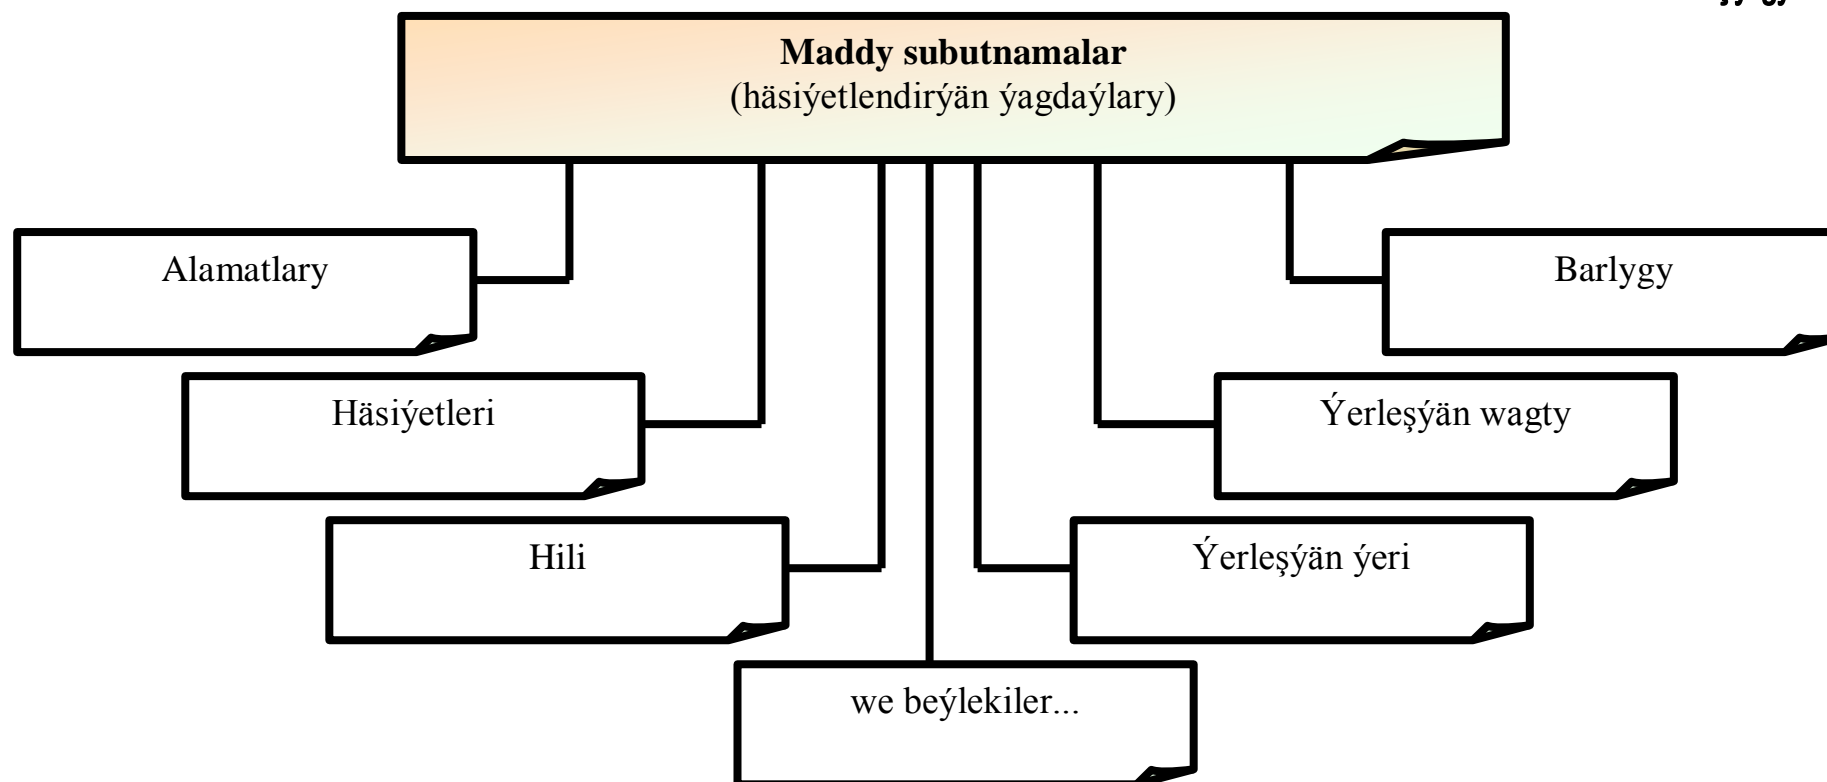 Maddy subutnamalar
(häsiýetlendirýän ýagdaýlary)
Alamatlary
Barlygy
Häsiýetleri
Ýerleşýän wagty
Hili
Ýerleşýän ýeri
we beýlekiler...